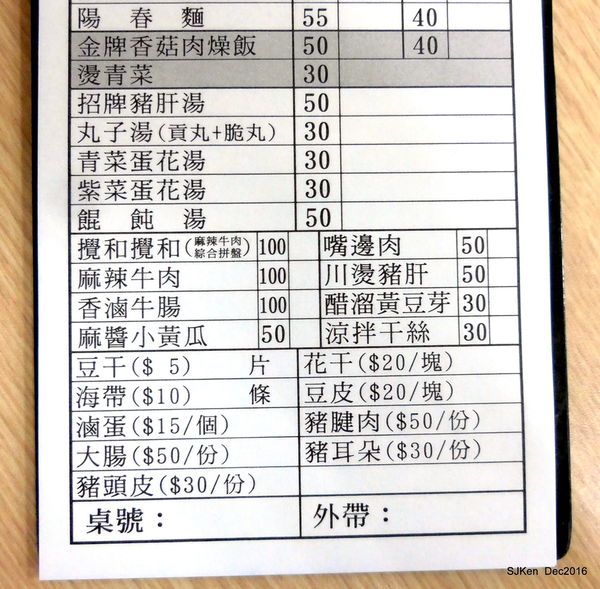 陽 春 麵 55 40
金牌香菇肉燥飯 50 40
燙青菜 30
招牌豬肝湯 50
丸子湯(貢丸+脆丸) 30
青菜蛋花湯 30
紫菜蛋花湯 30
餛 飩 湯 50
攪和攪和(麻辣牛肉綜合拼盤) 100 嘴邊肉 50
麻辣牛肉 100 川燙豬肝 50
香滷牛腸 100 醋溜黃豆芽 30
麻醬小黃瓜 50 涼拌干絲 30
豆干($ 5) 片 花干($20/塊)
海帶($10) 條 豆皮($20/塊)
滷蛋($15/個) 豬腱肉($50/份)
大腸($50/份) 豬耳朵($30/份)
豬頭皮($30/份)
桌號： 外帶：
SJKen Dec2016